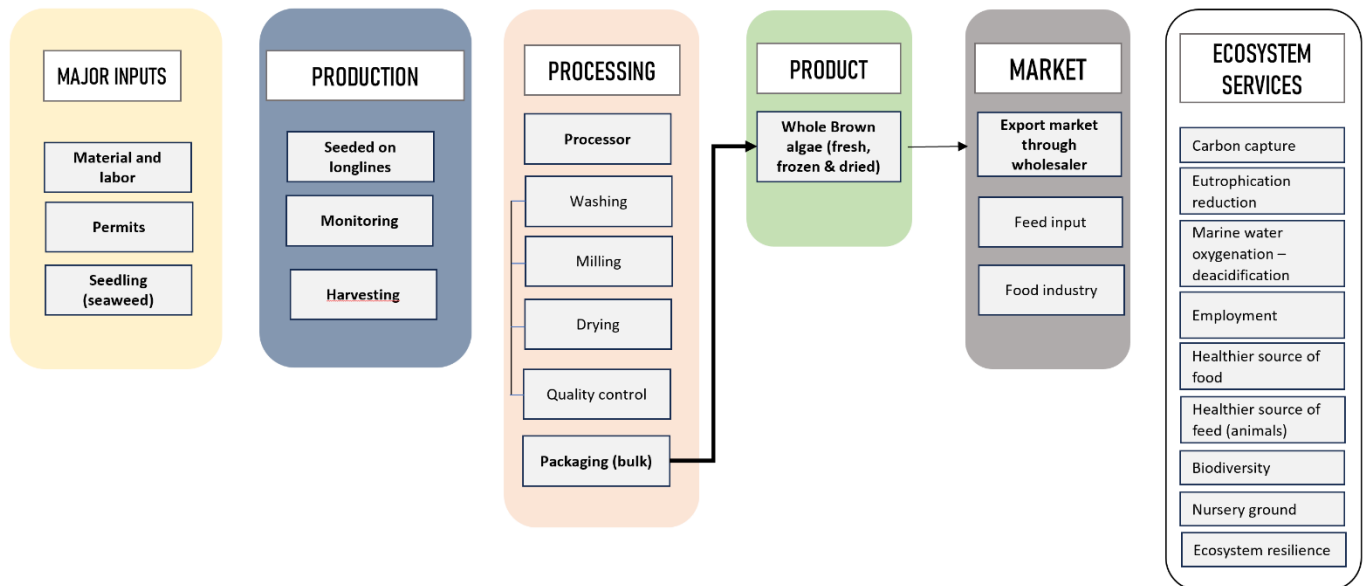 MAJOR INPUTS
Material and
labor
Permits
Seedling
(seaweed)
PRODUCTION
Seeded on
longlines
Monitoring
Harvesting
PROCESSING
Processor
Washing
Milling
Drying
Quality control
Packaging (bulk)
PRODUCT
Whole Brown
algae (fresh,
frozen & dried)
MARKET
Export market
through
wholesaler
Feed input
Food industry
ECOSYSTEM
SERVICES
Carbon capture
Eutrophication
reduction
Marine water
oxygenation –
deacidification
Employment
Healthier source of
food
Healthier source of
feed (animals)
Biodiversity
Nursery ground
Ecosystem resilience